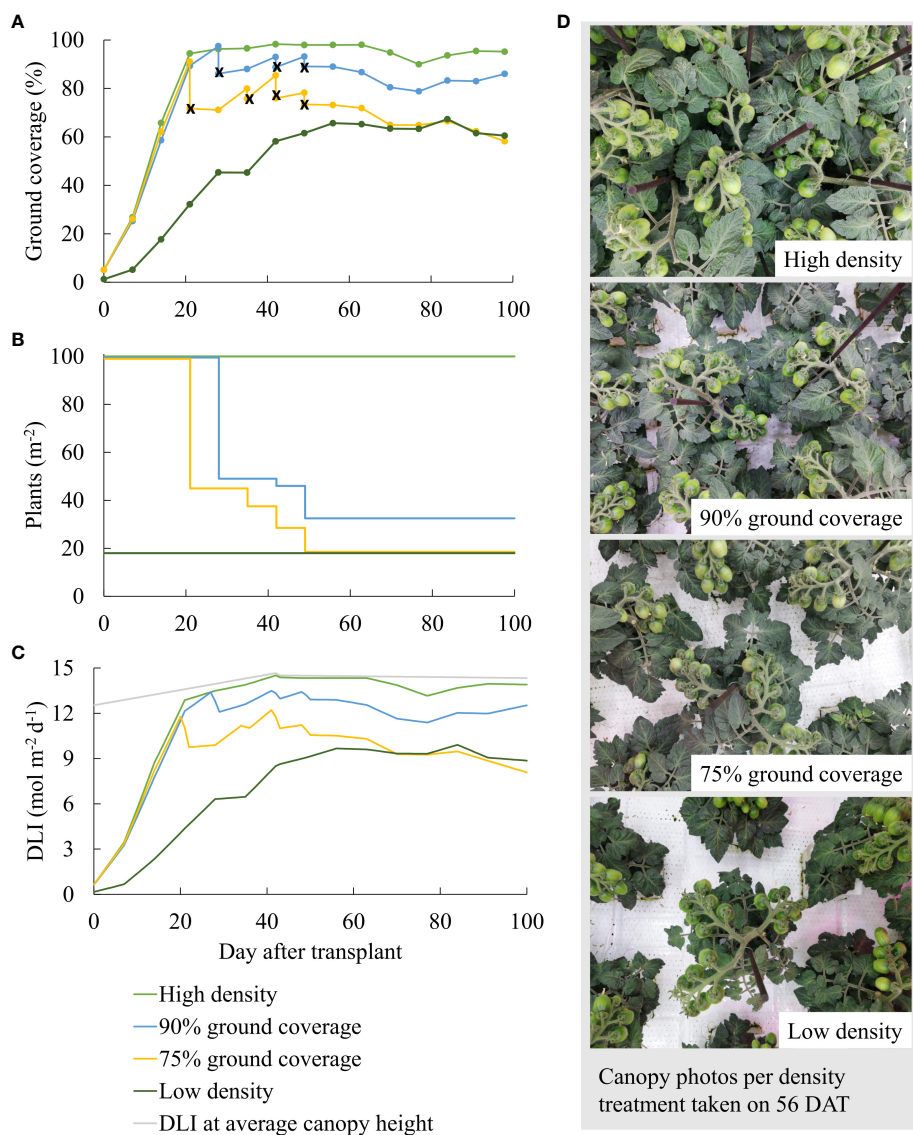 A
Ground coverage (%)
100
80
60
40
20
0
x x x x x x x
0 20 40 60 80 100
B
Plants (m-2)
100
80
60
40
20
0
0 20 40 60 80 100
C
DLI (mol m-2 d-1)
15
12
9
6
3
0
0 20 40 60 80 100
Day after transplant
High density
90% ground coverage
75% ground coverage
Low density
DLI at average canopy height
D
High density
90% ground coverage
75% ground coverage
Low density
Canopy photos per density
treatment taken on 56 DAT